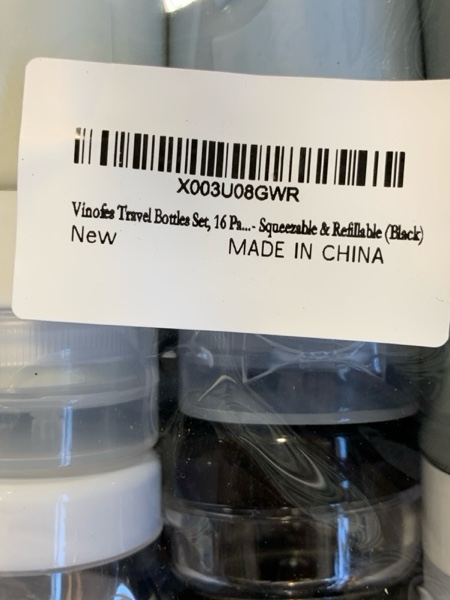 X003U08GWR
Vinofes Travel Bottles Set, 16 Pa...- Squeezable & Refillable (Black)
New
MADE IN CHINA